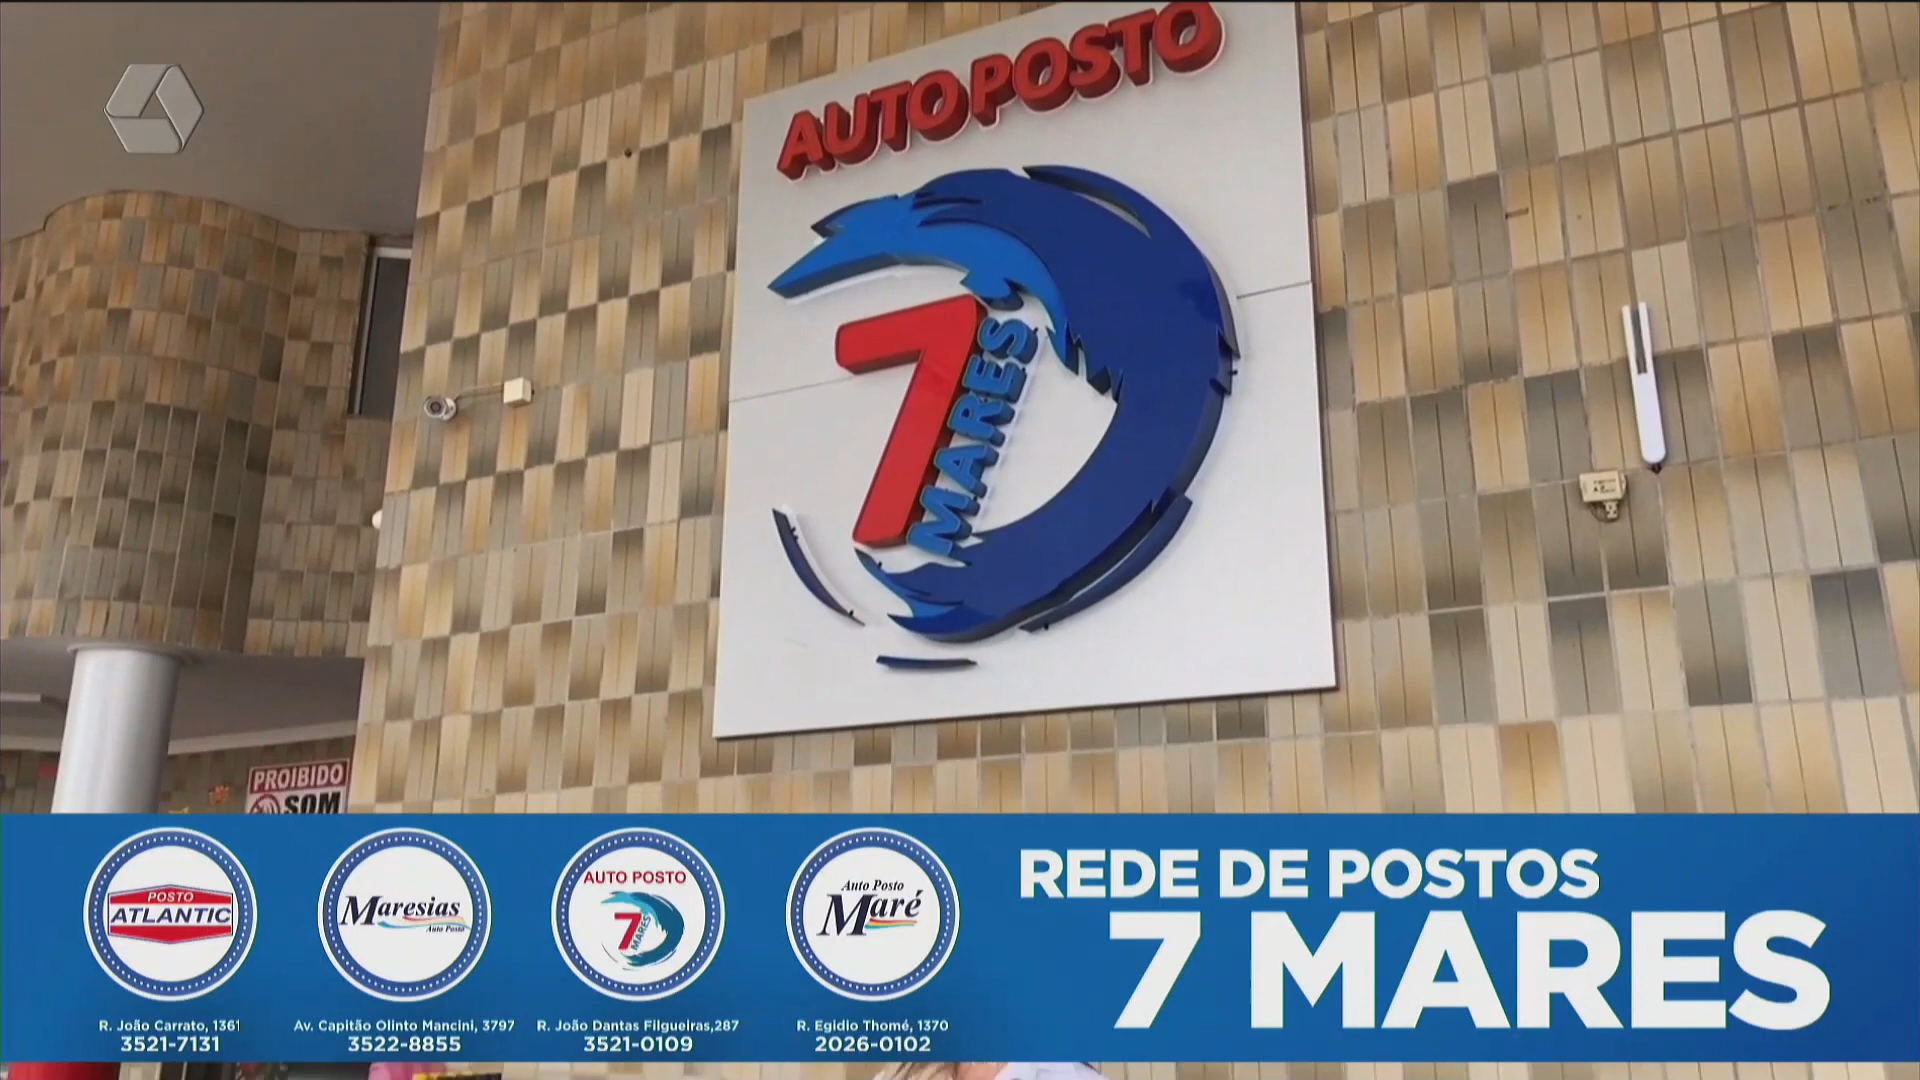 AUTO POSTO
7
MARES
PROIBIDO
SOM
POSTO
ATLANTIC
R. João Carrato, 1361
3521-7131
Maresias
Auto Posto
Av. Capitão Olinto Mancini, 3797
3522-8855
AUTO POSTO
7
MARES
R. João Dantas Filgueiras,287
3521-0109
Auto Posto
Maré
R. Egidio Thomé, 1370
2026-0102
REDE DE POSTOS
7 MARES